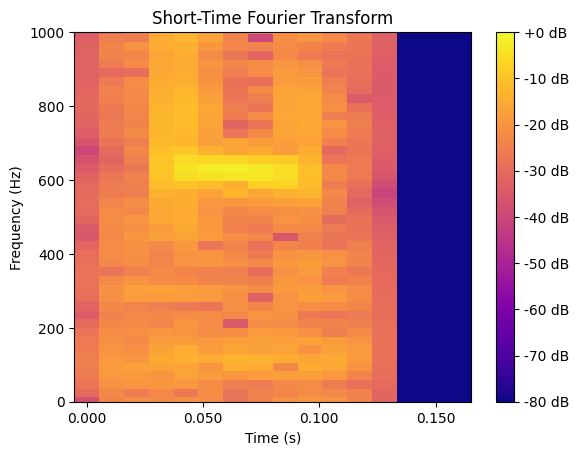 Short-Time Fourier Transform
1000
800
600
400
200
0
Frequency (Hz)
0.000
0.050
0.100
0.150
Time (s)
+0 dB
-10 dB
-20 dB
-30 dB
-40 dB
-50 dB
-60 dB
-70 dB
-80 dB